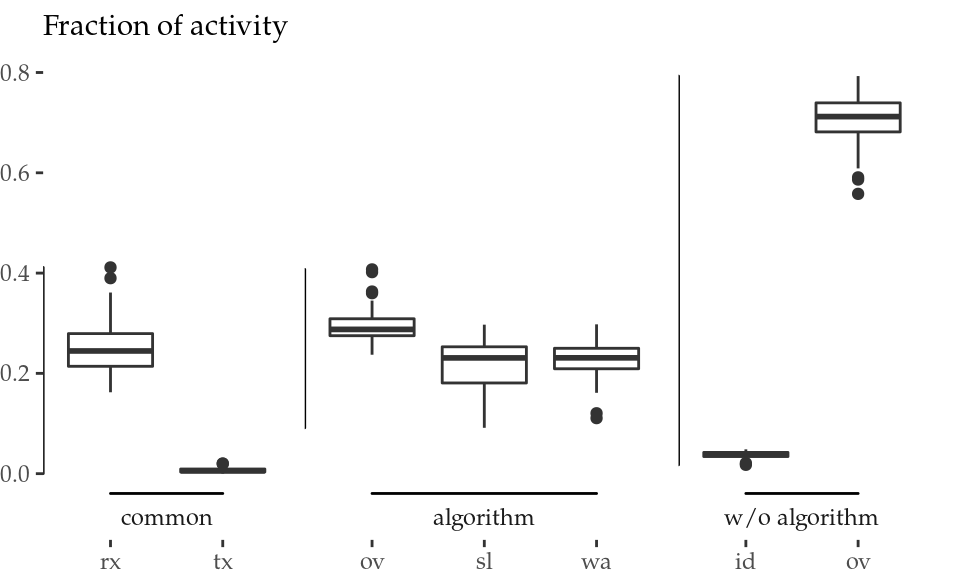 Fraction of activity
0.8
0.6
0.4
0.2
0.0
common algorithm w/o algorithm
rx tx ov sl wa id ov